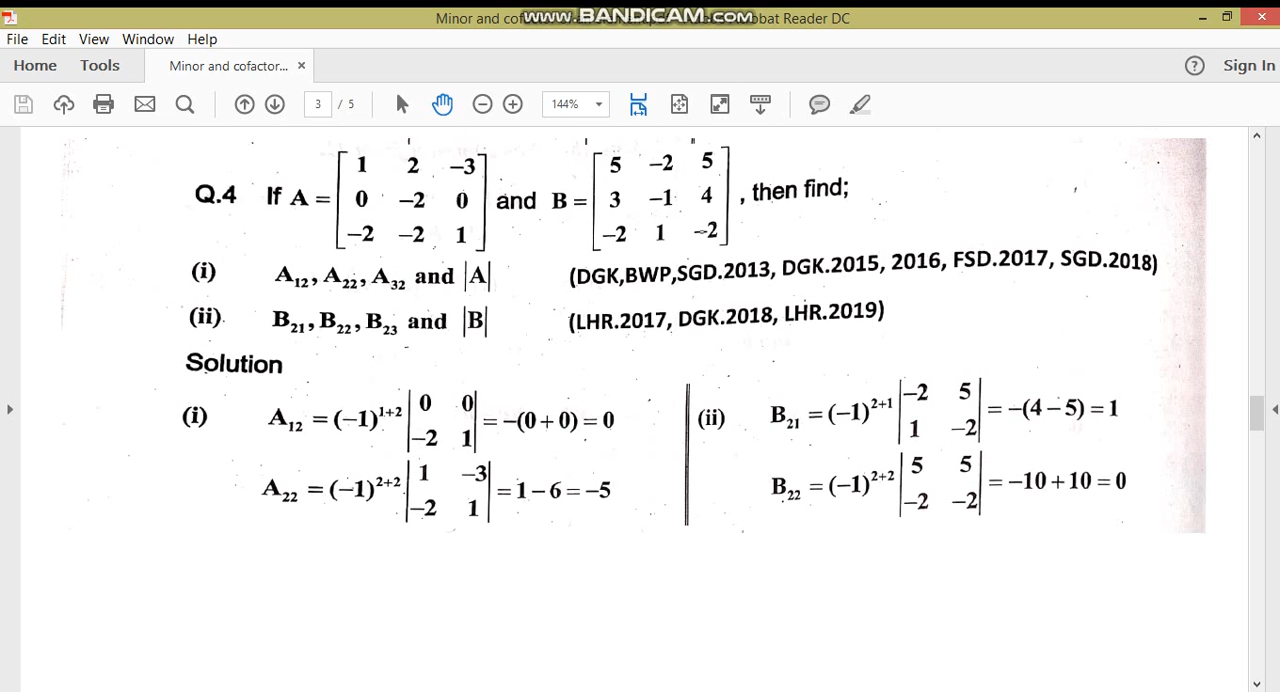 Minor and cof www.BANDICAM.com bat Reader DC
File Edit View Window Help
Home Tools Minor and cofactor... × ? Sign In
3 / 5 144%
Q.4 If A = [1 2 −3; 0 −2 0; −2 −2 1] and B = [5 −2 5; 3 −1 4; −2 1 −2], then find;
(i) A₁₂, A₂₂, A₃₂ and |A| (DGK,BWP,SGD.2013, DGK.2015, 2016, FSD.2017, SGD.2018)
(ii) B₂₁, B₂₂, B₂₃ and |B| (LHR.2017, DGK.2018, LHR.2019)
Solution
(i) A₁₂ = (−1)¹⁺² |0 0; −2 1| = −(0 + 0) = 0
A₂₂ = (−1)²⁺² |1 −3; −2 1| = 1 − 6 = −5
(ii) B₂₁ = (−1)²⁺¹ |−2 5; 1 −2| = −(4 − 5) = 1
B₂₂ = (−1)²⁺² |5 5; −2 −2| = −10 + 10 = 0